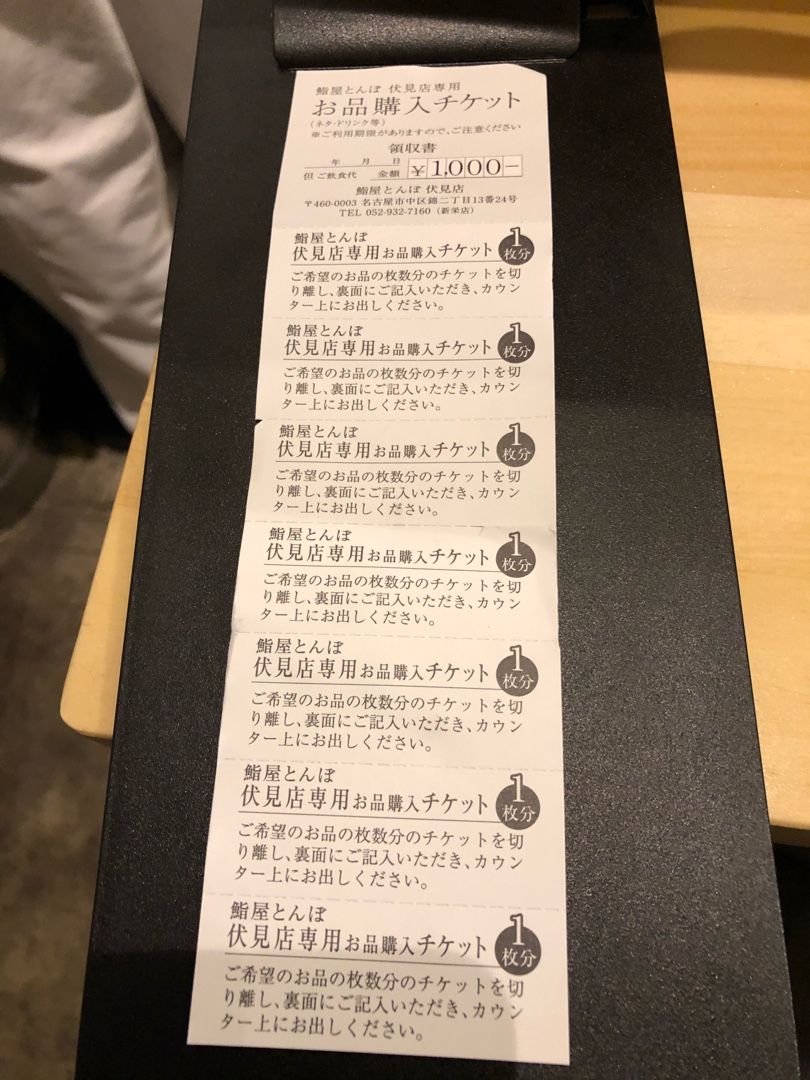 鮨屋とんぼ 伏見店専用
お品購入チケット
(ネタ・ドリンク等)
※ご利用期限がありますので、ご注意ください
領収書
年 月 日
但 ご飲食代 金額 ¥1,000-
鮨屋とんぼ 伏見店
〒460-0003 名古屋市中区錦二丁目13番24号
TEL 052-932-7160 (新栄店)
鮨屋とんぼ
伏見店専用お品購入チケット 1枚分
ご希望のお品の枚数分のチケットを切
り離し、裏面にご記入いただき、カウン
ター上にお出しください。
鮨屋とんぼ
伏見店専用お品購入チケット 1枚分
ご希望のお品の枚数分のチケットを切
り離し、裏面にご記入いただき、カウン
ター上にお出しください。
鮨屋とんぼ
伏見店専用お品購入チケット 1枚分
ご希望のお品の枚数分のチケットを切
り離し、裏面にご記入いただき、カウン
ター上にお出しください。
鮨屋とんぼ
伏見店専用お品購入チケット 1枚分
ご希望のお品の枚数分のチケットを切
り離し、裏面にご記入いただき、カウン
ター上にお出しください。
鮨屋とんぼ
伏見店専用お品購入チケット 1枚分
ご希望のお品の枚数分のチケットを切
り離し、裏面にご記入いただき、カウン
ター上にお出しください。
鮨屋とんぼ
伏見店専用お品購入チケット 1枚分
ご希望のお品の枚数分のチケットを切
り離し、裏面にご記入いただき、カウン
ター上にお出しください。
鮨屋とんぼ
伏見店専用お品購入チケット 1枚分
ご希望のお品の枚数分のチケットを切
り離し、裏面にご記入いただき、カウン
ター上にお出しください。